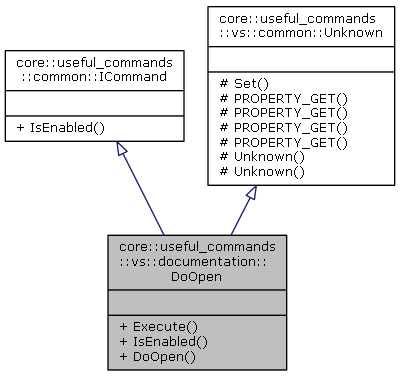 core::useful_commands
::common::ICommand
+ IsEnabled()
core::useful_commands
::vs::common::Unknown
# Set()
# PROPERTY_GET()
# PROPERTY_GET()
# PROPERTY_GET()
# PROPERTY_GET()
# Unknown()
# Unknown()
core::useful_commands
::vs::documentation::
DoOpen
+ Execute()
+ IsEnabled()
+ DoOpen()